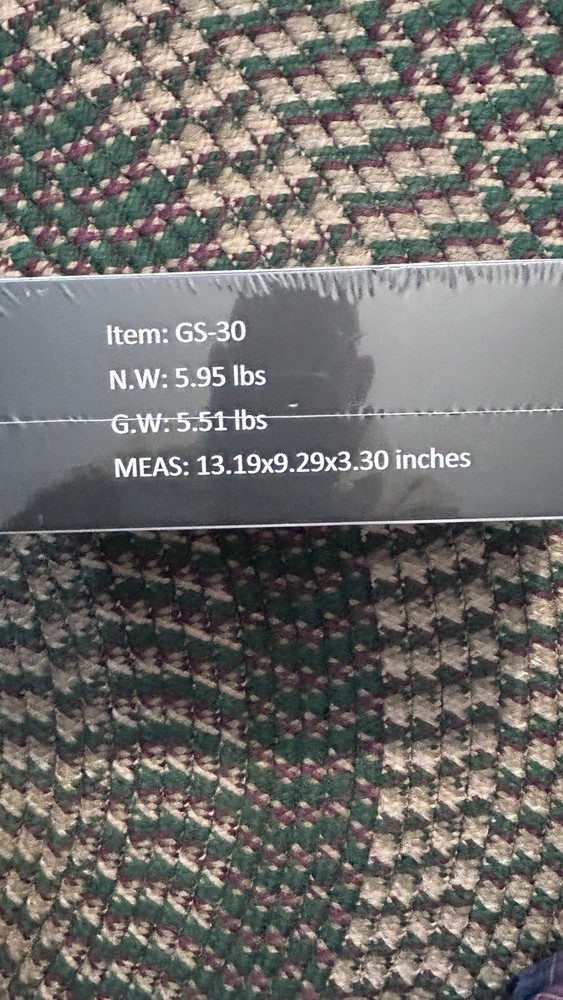 Item: GS-30
N.W: 5.95 lbs
G.W: 5.51 lbs
MEAS: 13.19x9.29x3.30 inches